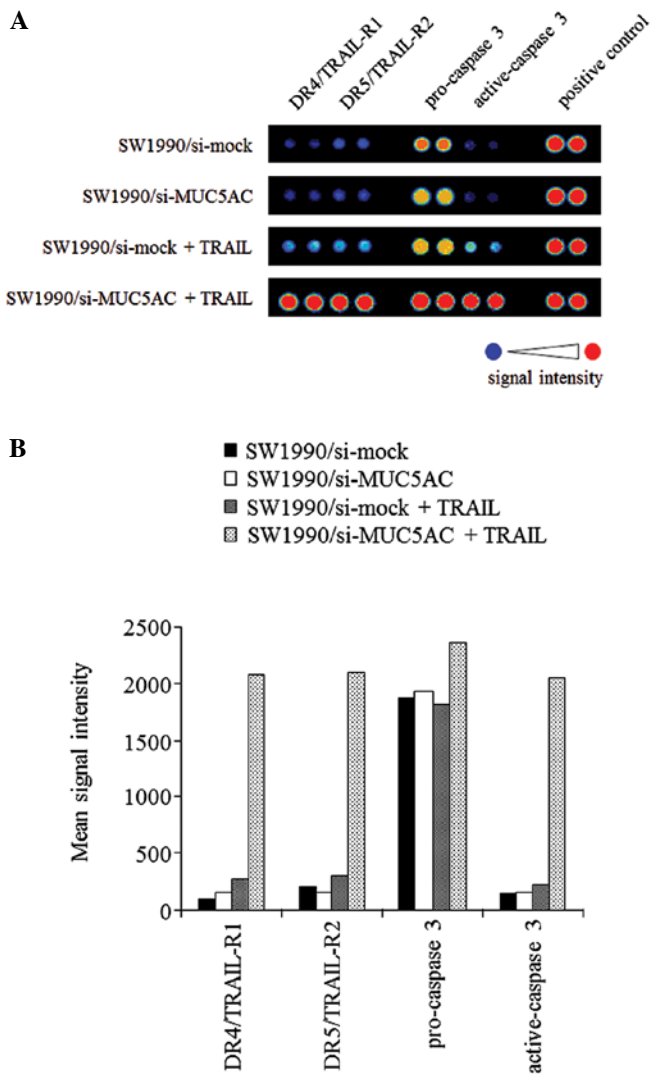 A
DR4/TRAIL-R1
DR5/TRAIL-R2
pro-caspase 3
active-caspase 3
positive control
SW1990/si-mock
SW1990/si-MUC5AC
SW1990/si-mock + TRAIL
SW1990/si-MUC5AC + TRAIL
signal intensity
B
SW1990/si-mock
SW1990/si-MUC5AC
SW1990/si-mock + TRAIL
SW1990/si-MUC5AC + TRAIL
Mean signal intensity
2500
2000
1500
1000
500
0
DR4/TRAIL-R1
DR5/TRAIL-R2
pro-caspase 3
active-caspase 3